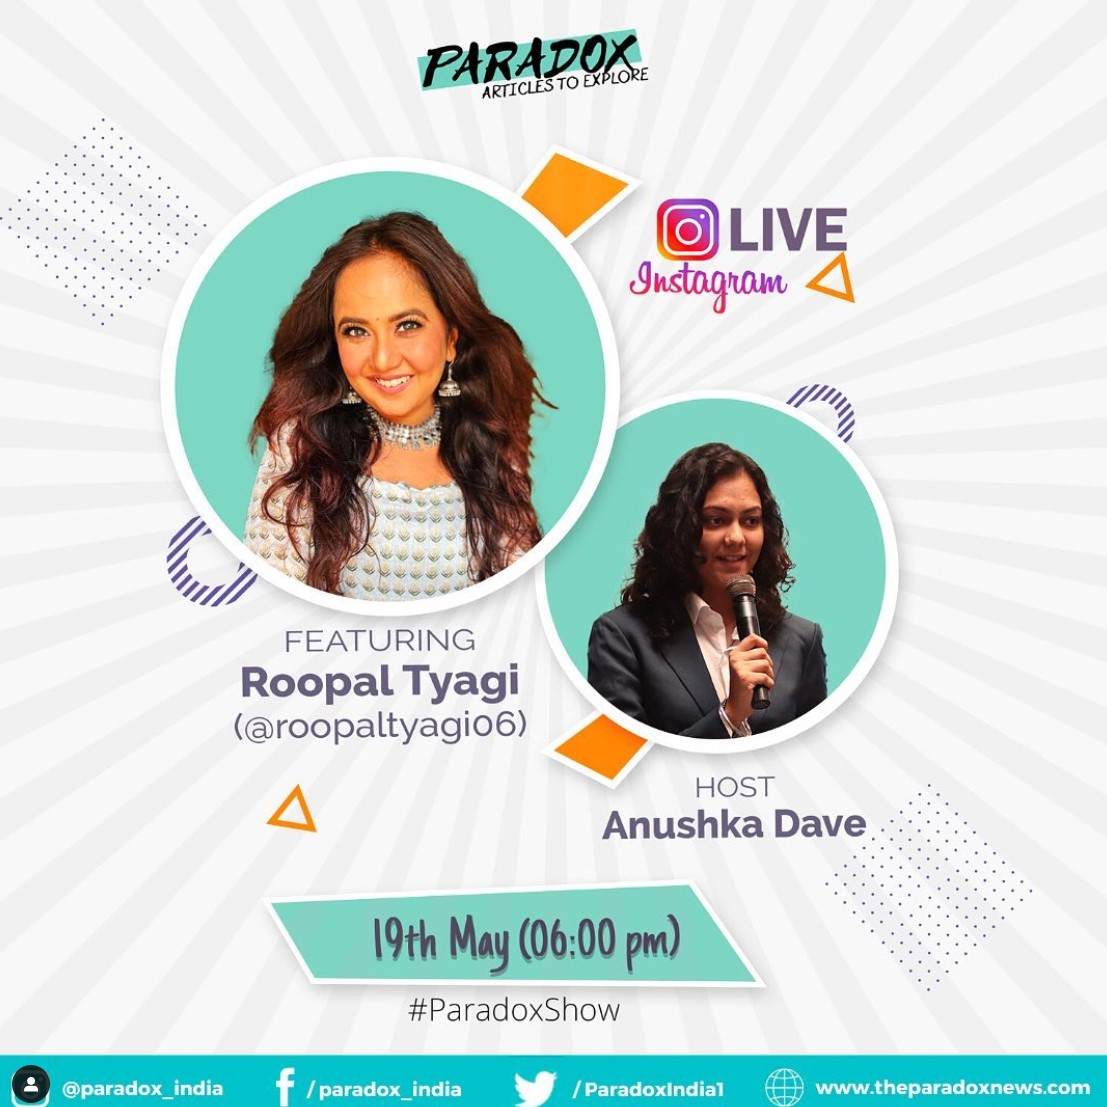 PARADOX
ARTICLES TO EXPLORE
LIVE
Instagram
FEATURING
Roopal Tyagi
(@roopaltyagi06)
HOST
Anushka Dave
19th May (06:00 pm)
#ParadoxShow
@paradox_india
/paradox_india
/ParadoxIndia1
www.theparadoxnews.com